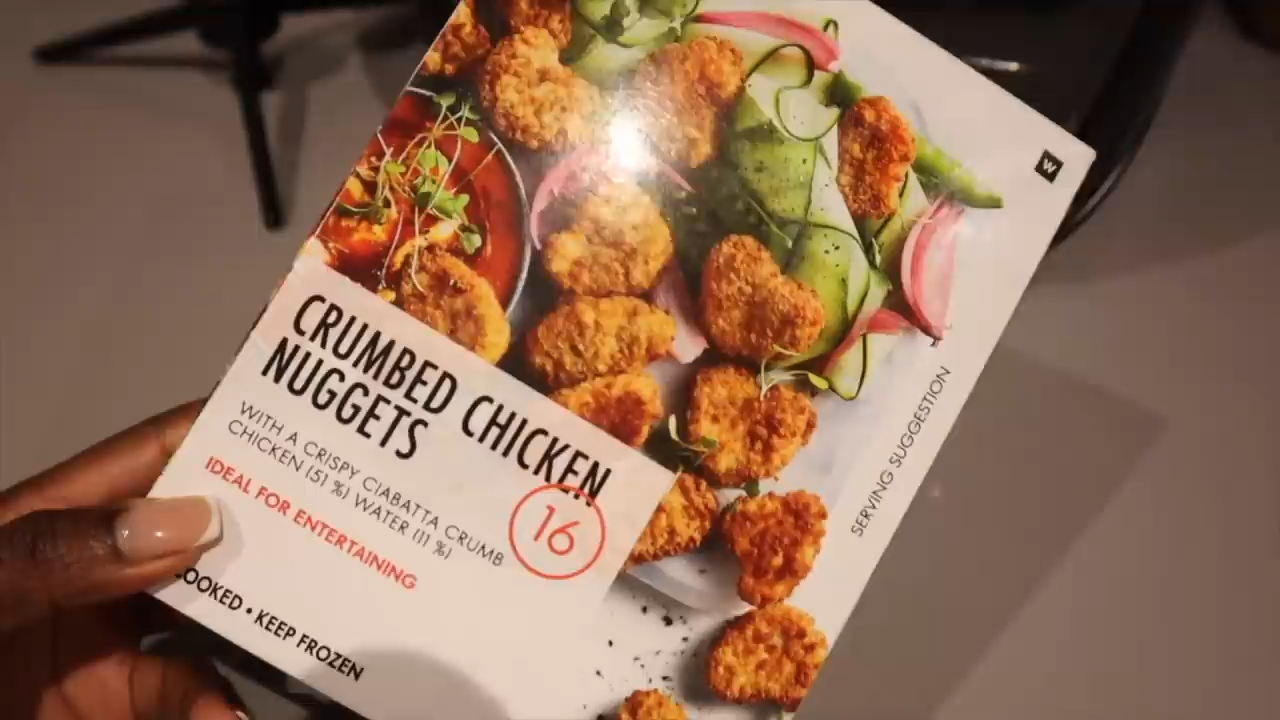 W
CRUMBED CHICKEN
NUGGETS
WITH A CRISPY CIABATTA CRUMB
CHICKEN (51 %) WATER (11 %)
16
IDEAL FOR ENTERTAINING
COOKED • KEEP FROZEN
SERVING SUGGESTION